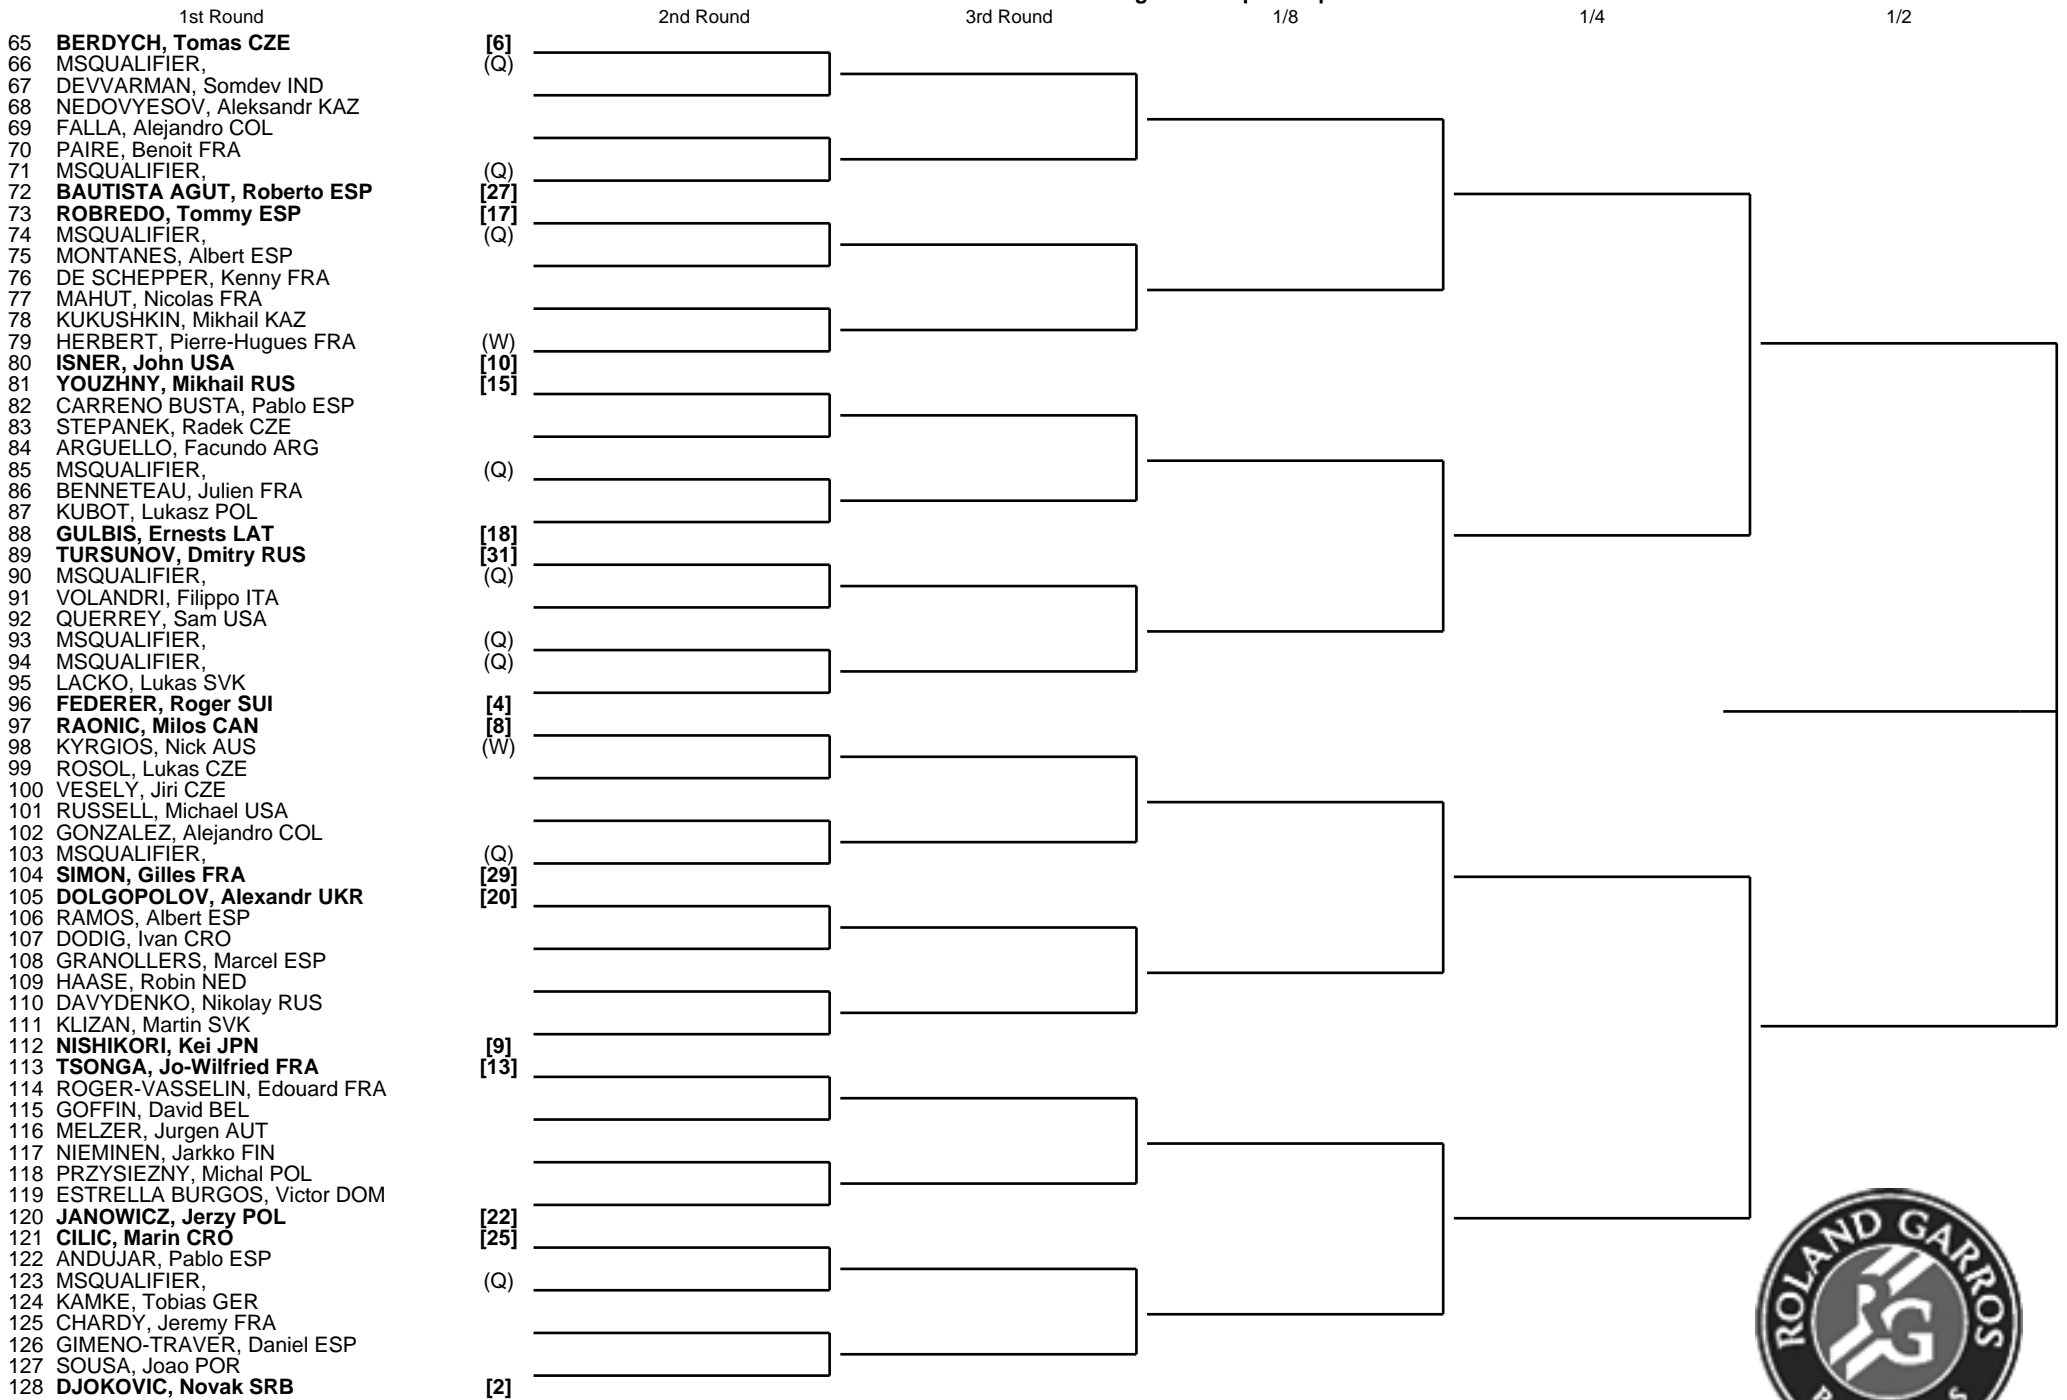 1st Round 2nd Round 3rd Round 1/8 1/4 1/2
65 BERDYCH, Tomas CZE [6]
66 MSQUALIFIER, (Q)
67 DEVVARMAN, Somdev IND
68 NEDOVYESOV, Aleksandr KAZ
69 FALLA, Alejandro COL
70 PAIRE, Benoit FRA
71 MSQUALIFIER, (Q)
72 BAUTISTA AGUT, Roberto ESP [27]
73 ROBREDO, Tommy ESP [17]
74 MSQUALIFIER, (Q)
75 MONTANES, Albert ESP
76 DE SCHEPPER, Kenny FRA
77 MAHUT, Nicolas FRA
78 KUKUSHKIN, Mikhail KAZ
79 HERBERT, Pierre-Hugues FRA (W)
80 ISNER, John USA [10]
81 YOUZHNY, Mikhail RUS [15]
82 CARRENO BUSTA, Pablo ESP
83 STEPANEK, Radek CZE
84 ARGUELLO, Facundo ARG
85 MSQUALIFIER, (Q)
86 BENNETEAU, Julien FRA
87 KUBOT, Lukasz POL
88 GULBIS, Ernests LAT [18]
89 TURSUNOV, Dmitry RUS [31]
90 MSQUALIFIER, (Q)
91 VOLANDRI, Filippo ITA
92 QUERREY, Sam USA
93 MSQUALIFIER, (Q)
94 MSQUALIFIER, (Q)
95 LACKO, Lukas SVK
96 FEDERER, Roger SUI [4]
97 RAONIC, Milos CAN [8]
98 KYRGIOS, Nick AUS (W)
99 ROSOL, Lukas CZE
100 VESELY, Jiri CZE
101 RUSSELL, Michael USA
102 GONZALEZ, Alejandro COL
103 MSQUALIFIER, (Q)
104 SIMON, Gilles FRA [29]
105 DOLGOPOLOV, Alexandr UKR [20]
106 RAMOS, Albert ESP
107 DODIG, Ivan CRO
108 GRANOLLERS, Marcel ESP
109 HAASE, Robin NED
110 DAVYDENKO, Nikolay RUS
111 KLIZAN, Martin SVK
112 NISHIKORI, Kei JPN [9]
113 TSONGA, Jo-Wilfried FRA [13]
114 ROGER-VASSELIN, Edouard FRA
115 GOFFIN, David BEL
116 MELZER, Jurgen AUT
117 NIEMINEN, Jarkko FIN
118 PRZYSIEZNY, Michal POL
119 ESTRELLA BURGOS, Victor DOM
120 JANOWICZ, Jerzy POL [22]
121 CILIC, Marin CRO [25]
122 ANDUJAR, Pablo ESP
123 MSQUALIFIER, (Q)
124 KAMKE, Tobias GER
125 CHARDY, Jeremy FRA
126 GIMENO-TRAVER, Daniel ESP
127 SOUSA, Joao POR
128 DJOKOVIC, Novak SRB [2]
ROLAND GARROS
RG